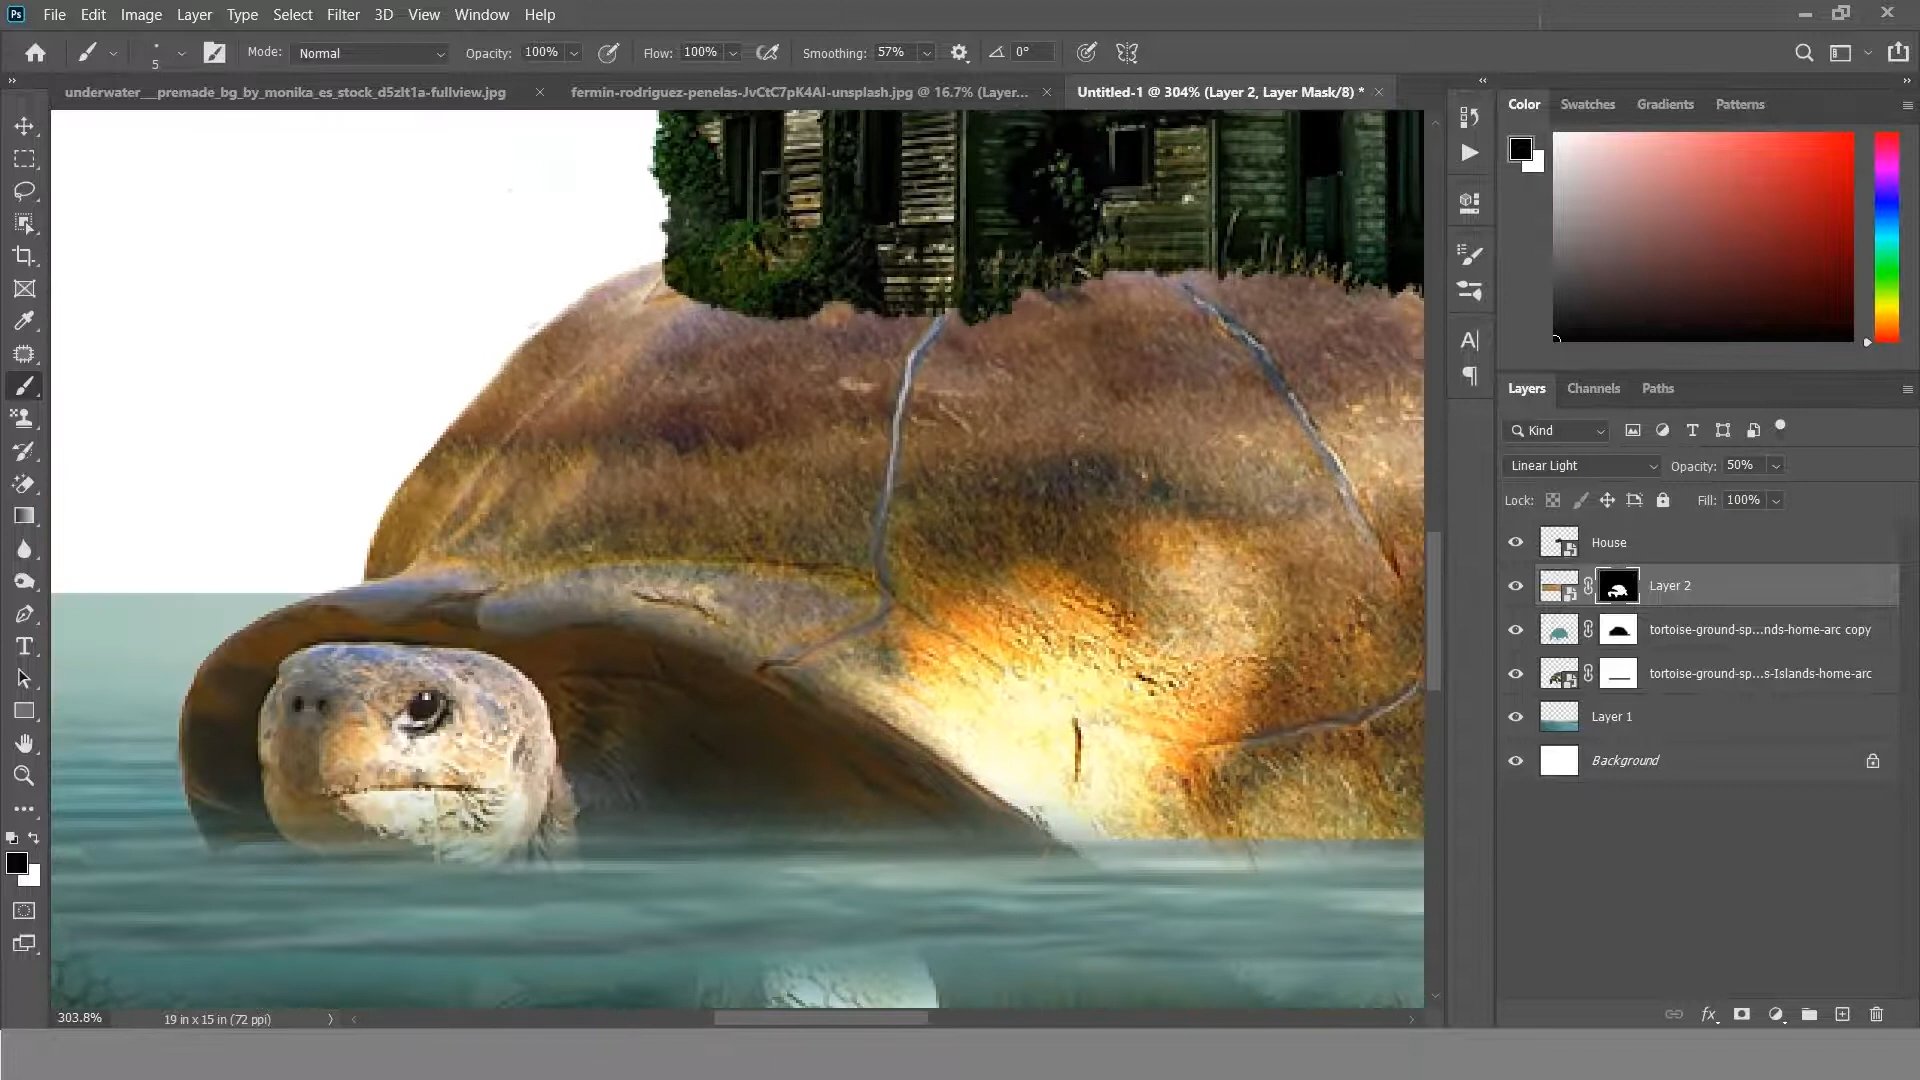 Ps File Edit Image Layer Type Select Filter 3D View Window Help
5 Mode: Normal Opacity: 100% Flow: 100% Smoothing: 57% 0°
underwater__premade_bg_by_monika_es_stock_d5zlt1a-fullview.jpg fermin-rodriguez-penelas-JvCtC7pK4AI-unsplash.jpg @ 16.7% (Layer... Untitled-1 @ 304% (Layer 2, Layer Mask/8) *
Color Swatches Gradients Patterns
Layers Channels Paths
Kind
Linear Light Opacity: 50%
Lock: Fill: 100%
House
Layer 2
tortoise-ground-sp...nds-home-arc copy
tortoise-ground-sp...s-Islands-home-arc
Layer 1
Background
303.8% 19 in x 15 in (72 ppi)
fx